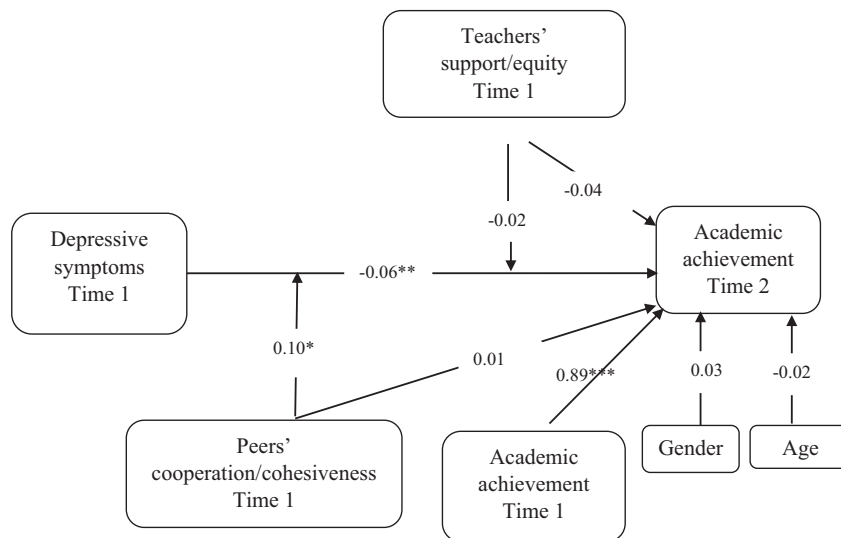 Teachers’
support/equity
Time 1
-0.04
-0.02
Depressive
symptoms
Time 1
-0.06**
Academic
achievement
Time 2
0.10*
0.01
0.89***
0.03
-0.02
Peers’
cooperation/cohesiveness
Time 1
Academic
achievement
Time 1
Gender
Age